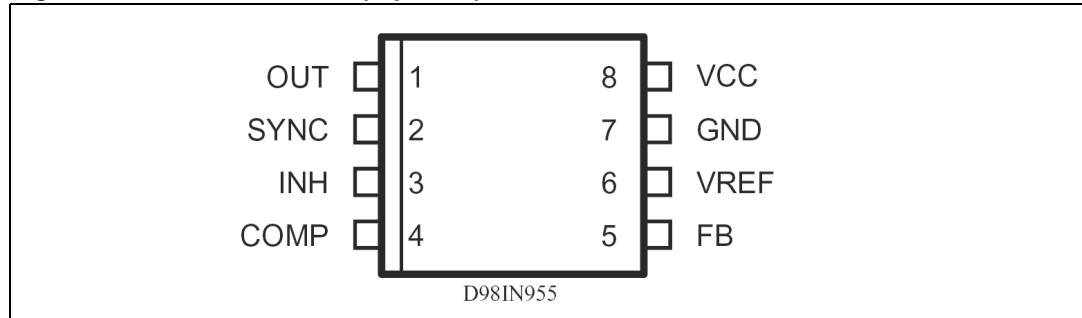 OUT 1 8 VCC
SYNC 2 7 GND
INH 3 6 VREF
COMP 4 5 FB
D98IN955